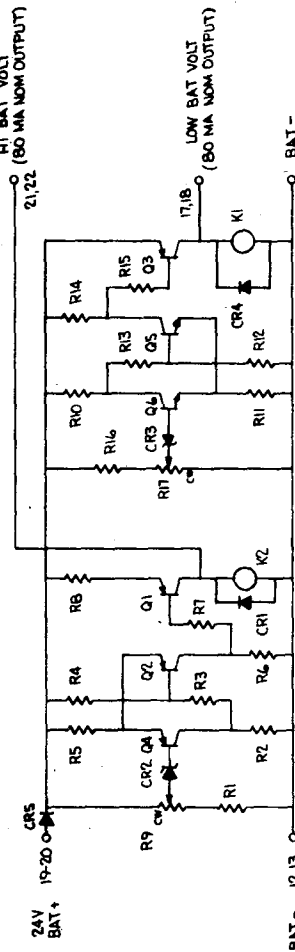 HI BAT VOLT
(80 MA NOM OUTPUT)
21,22
LOW BAT VOLT
(80 MA NOM OUTPUT)
17,18
BAT-
24V
BAT+
19-20
CR5
R5
R4
R8
R16
R10
R14
R13
R15
Q4
Q2
Q1
Q6
Q5
Q3
CR2
R3
R7
CR3
R9
CW
R17
CW
R1
R2
R6
CR1
K2
R11
R12
CR4
K1
BAT-
12,13